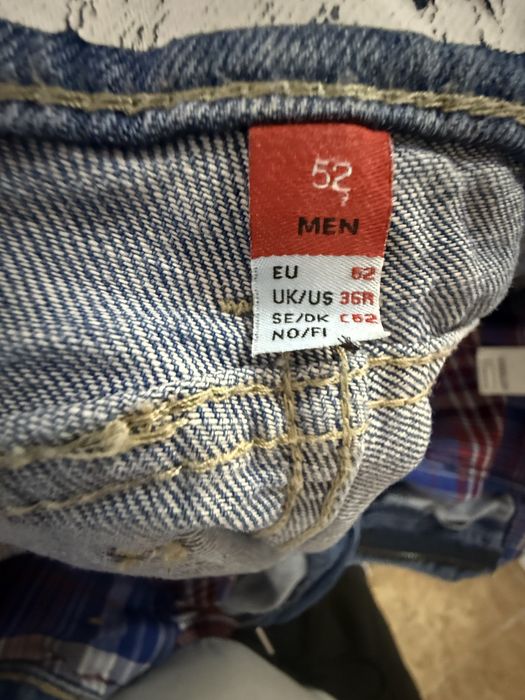 52
MEN
EU 52
UK/US 36R
SE/DK C52
NO/FI